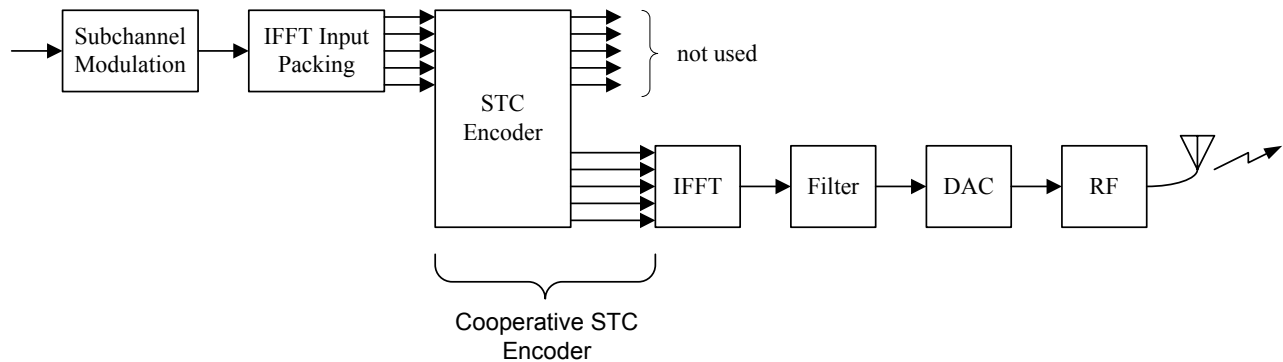 Subchannel
Modulation
IFFT Input
Packing
STC
Encoder
not used
IFFT
Filter
DAC
RF
Cooperative STC
Encoder